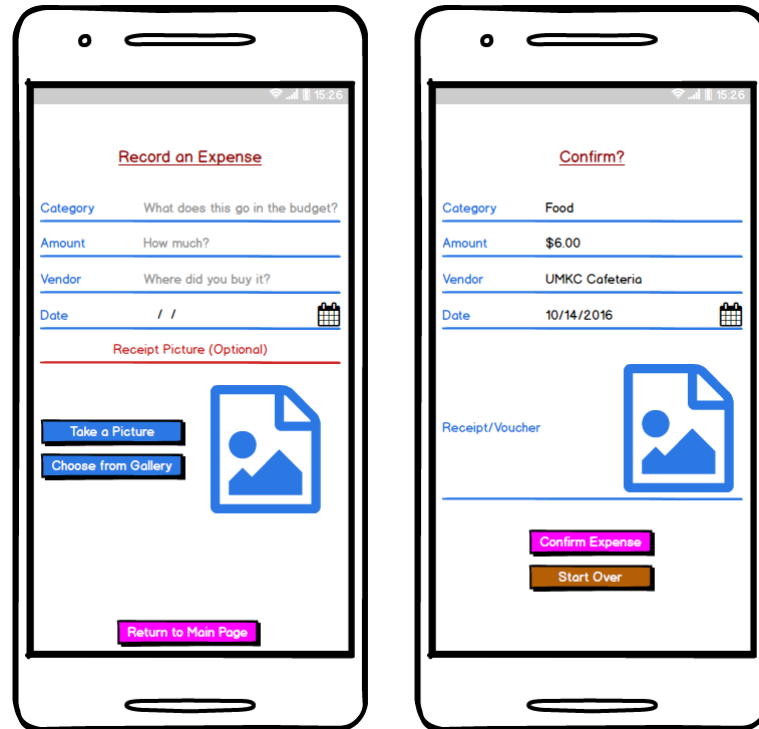 15:26
Record an Expense
Category What does this go in the budget?
Amount How much?
Vendor Where did you buy it?
Date / /
Receipt Picture (Optional)
Take a Picture
Choose from Gallery
Return to Main Page
15:26
Confirm?
Category Food
Amount $6.00
Vendor UMKC Cafeteria
Date 10/14/2016
Receipt/Voucher
Confirm Expense
Start Over